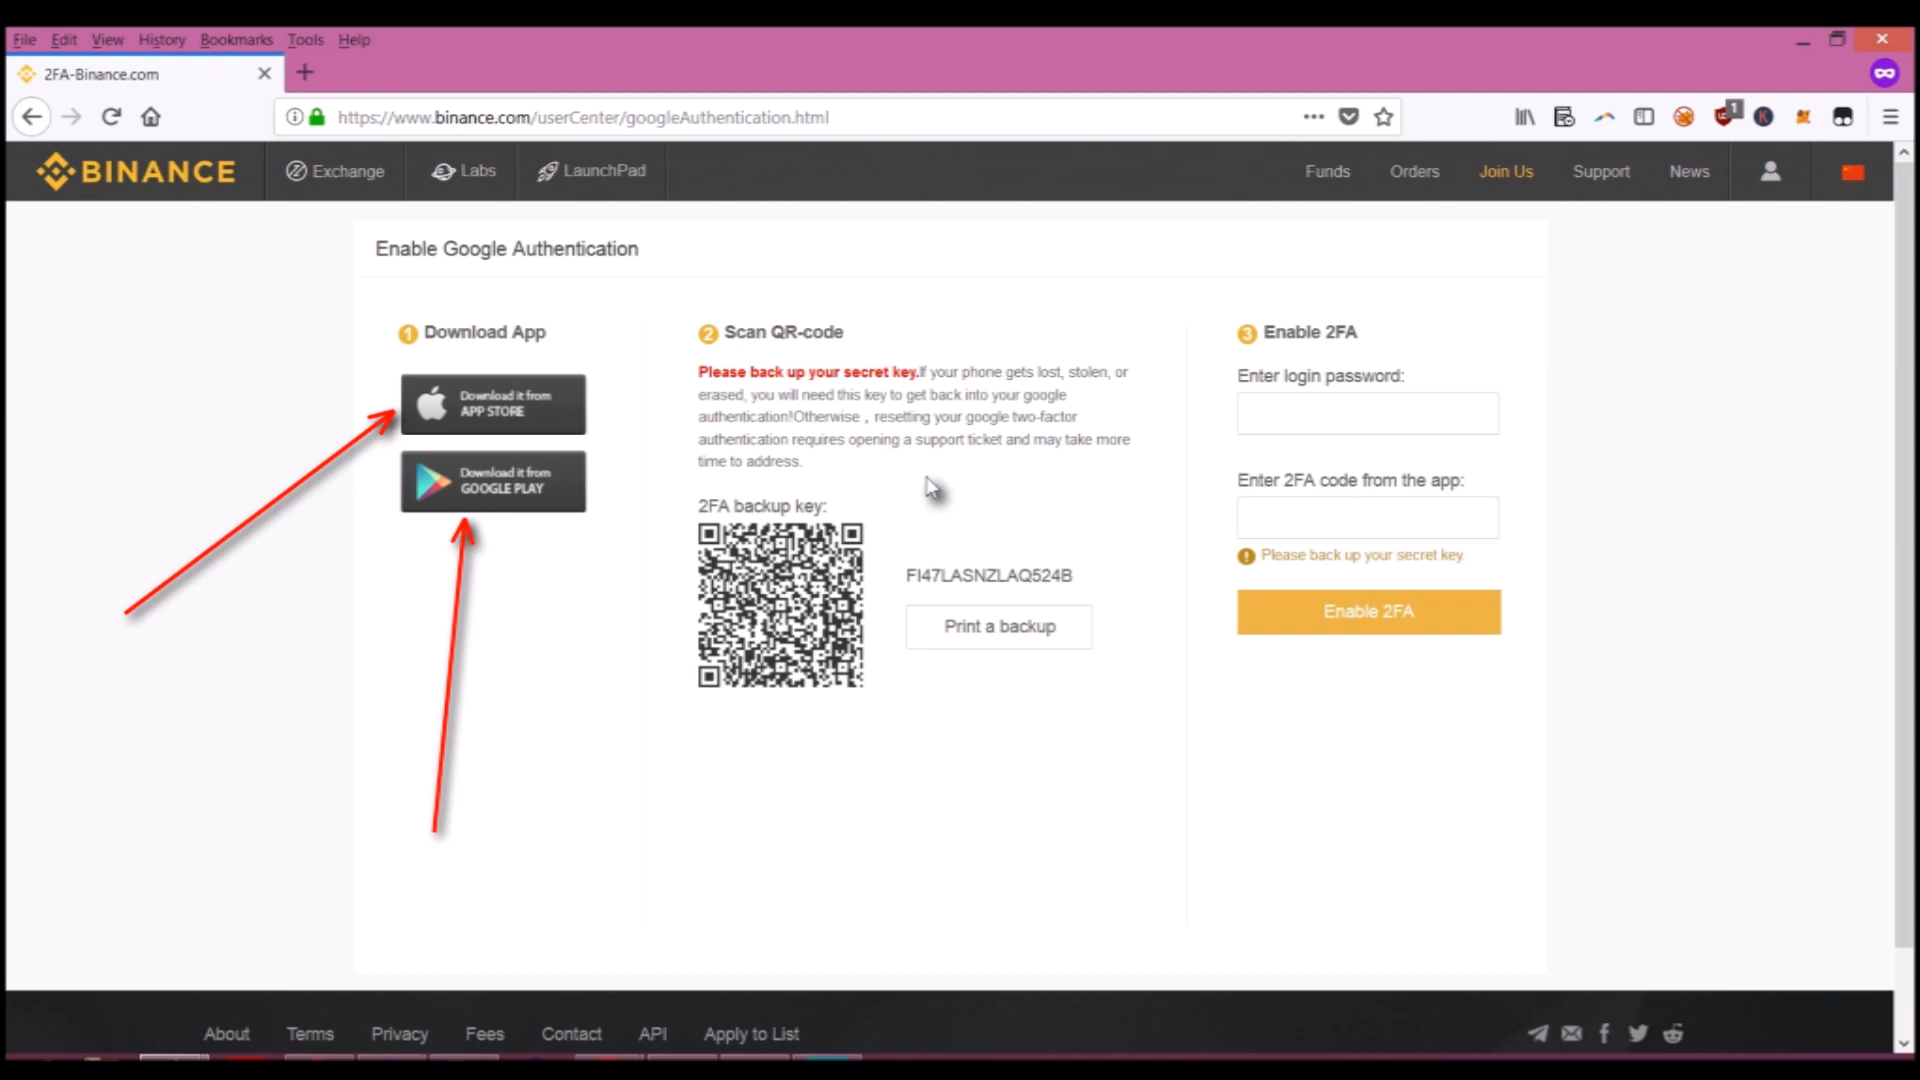 File Edit View History Bookmarks Tools Help
2FA-Binance.com
https://www.binance.com/userCenter/googleAuthentication.html
1
BINANCE Exchange Labs LaunchPad Funds Orders Join Us Support News
Enable Google Authentication
1 Download App
Download it from
APP STORE
Download it from
GOOGLE PLAY
2 Scan QR-code
Please back up your secret key.If your phone gets lost, stolen, or
erased, you will need this key to get back into your google
authentication!Otherwise , resetting your google two-factor
authentication requires opening a support ticket and may take more
time to address.
2FA backup key:
FI47LASNZLAQ524B
Print a backup
3 Enable 2FA
Enter login password:
Enter 2FA code from the app:
Please back up your secret key.
Enable 2FA
About Terms Privacy Fees Contact API Apply to List